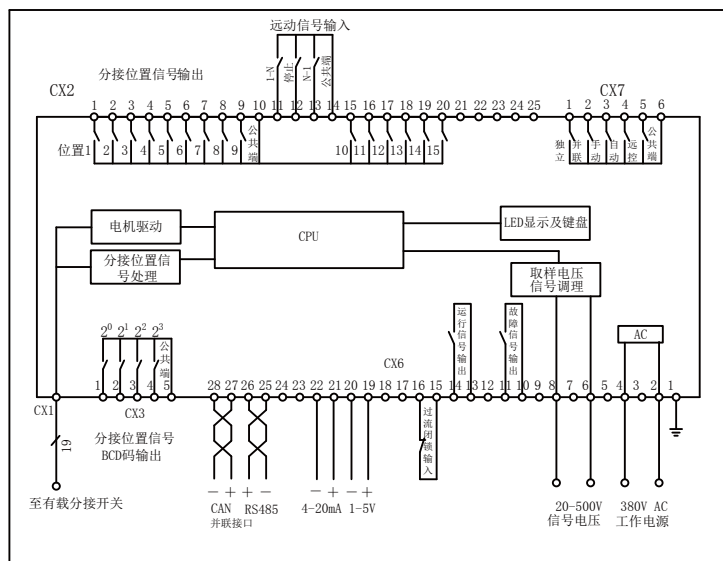 远动信号输入
CX2 分接位置信号输出 1-N 停止 N-1 公共端 CX7
1 2 3 4 5 6 7 8 9 10 11 12 13 14 15 16 17 18 19 20 21 22 23 24 25 1 2 3 4 5 6
位置1 2 3 4 5 6 7 8 9 公共端 10 11 12 13 14 15 独立 并联 手动 自动 远控 公共端
电机驱动 CPU LED显示及键盘
分接位置信
号处理
取样电压
信号调理
2⁰ 2¹ 2² 2³ 公共端 CX6 运行信号输出 故障信号输出 AC
1 2 3 4 5 28 27 26 25 24 23 22 21 20 19 18 17 16 15 14 13 12 11 10 9 8 7 6 5 4 3 2 1
CX1 CX3
19 分接位置信号
BCD码输出
过流闭锁输入
至有载分接开关
− + + − − + − +
CAN RS485 4-20mA 1-5V
并联接口
20-500V 380V AC
信号电压 工作电源